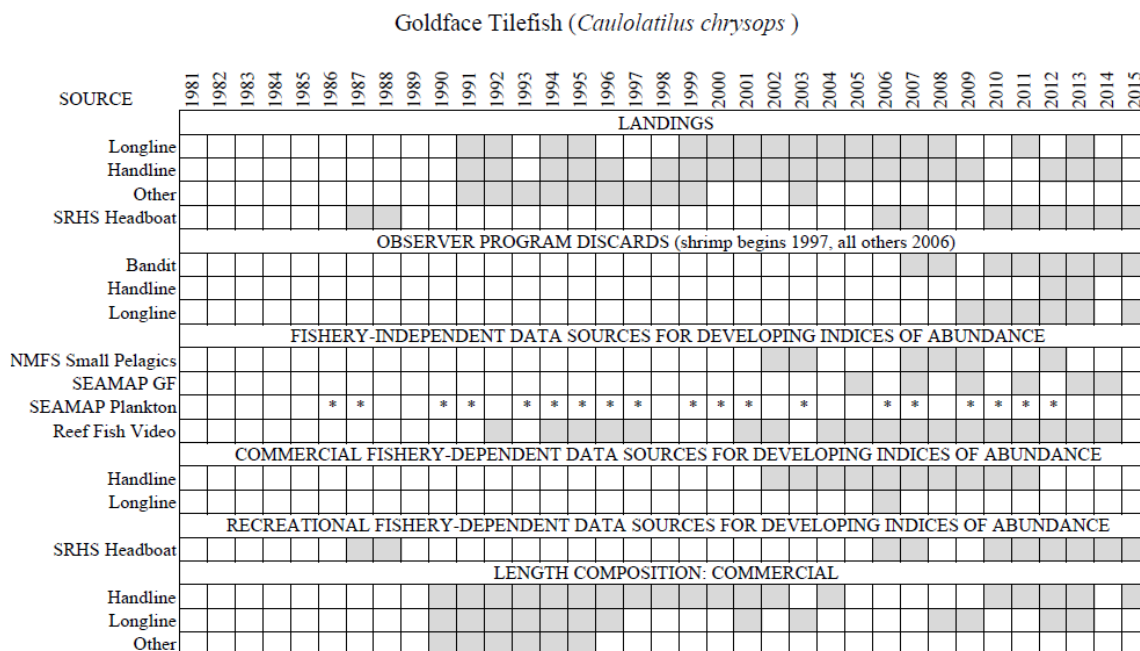 Goldface Tilefish (Caulolatilus chrysops )
SOURCE 1981 1982 1983 1984 1985 1986 1987 1988 1989 1990 1991 1992 1993 1994 1995 1996 1997 1998 1999 2000 2001 2002 2003 2004 2005 2006 2007 2008 2009 2010 2011 2012 2013 2014 2015
LANDINGS
Longline
Handline
Other
SRHS Headboat
OBSERVER PROGRAM DISCARDS (shrimp begins 1997, all others 2006)
Bandit
Handline
Longline
FISHERY-INDEPENDENT DATA SOURCES FOR DEVELOPING INDICES OF ABUNDANCE
NMFS Small Pelagics
SEAMAP GF
SEAMAP Plankton * * * * * * * * * * * * * * * * * * *
Reef Fish Video
COMMERCIAL FISHERY-DEPENDENT DATA SOURCES FOR DEVELOPING INDICES OF ABUNDANCE
Handline
Longline
RECREATIONAL FISHERY-DEPENDENT DATA SOURCES FOR DEVELOPING INDICES OF ABUNDANCE
SRHS Headboat
LENGTH COMPOSITION: COMMERCIAL
Handline
Longline
Other